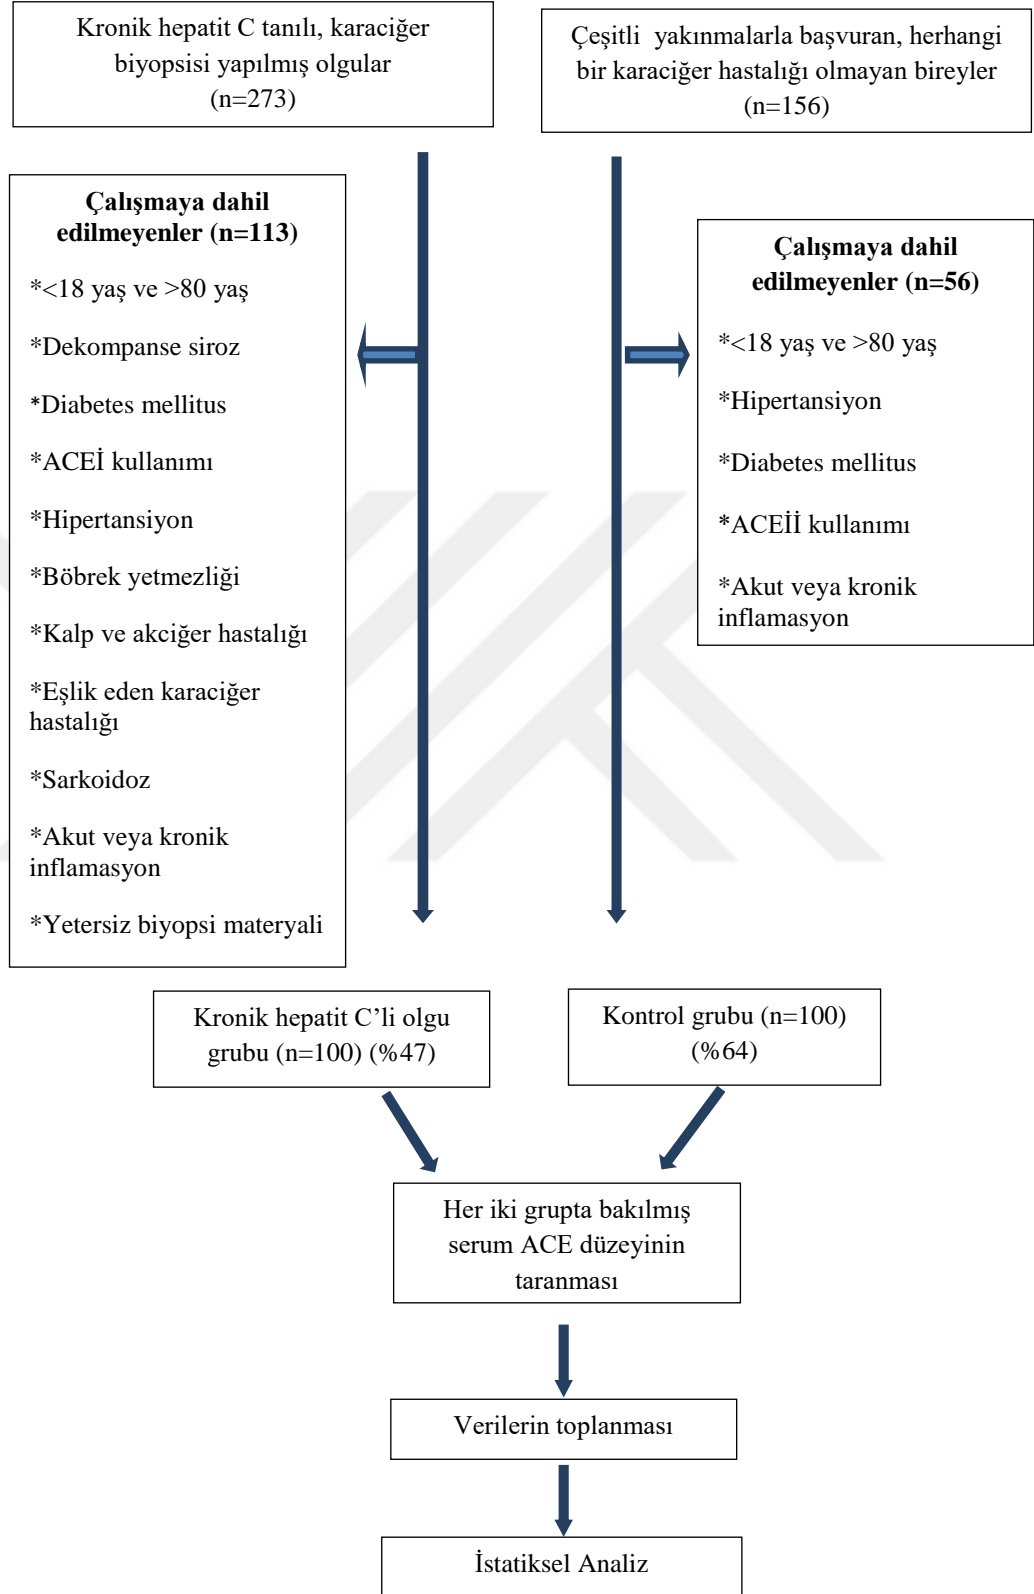 Kronik hepatit C tanılı, karaciğer
biyopsisi yapılmış olgular
(n=273)
Çeşitli  yakınmalarla başvuran, herhangi
bir karaciğer hastalığı olmayan bireyler
(n=156)
Çalışmaya dahil
edilmeyenler (n=113)
*<18 yaş ve >80 yaş
*Dekompanse siroz
*Diabetes mellitus
*ACEİ kullanımı
*Hipertansiyon
*Böbrek yetmezliği
*Kalp ve akciğer hastalığı
*Eşlik eden karaciğer
hastalığı
*Sarkoidoz
*Akut veya kronik
inflamasyon
*Yetersiz biyopsi materyali
Çalışmaya dahil
edilmeyenler (n=56)
*<18 yaş ve >80 yaş
*Hipertansiyon
*Diabetes mellitus
*ACEİİ kullanımı
*Akut veya kronik
inflamasyon
Kronik hepatit C’li olgu
grubu (n=100) (%47)
Kontrol grubu (n=100)
(%64)
Her iki grupta bakılmış
serum ACE düzeyinin
taranması
Verilerin toplanması
İstatiksel Analiz